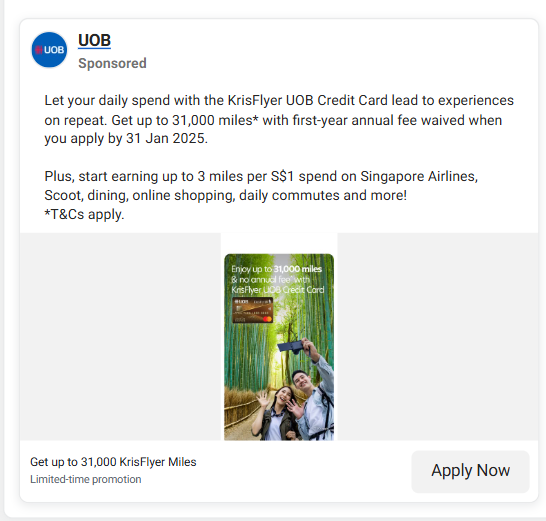 UOB
UOB
Sponsored
Let your daily spend with the KrisFlyer UOB Credit Card lead to experiences
on repeat. Get up to 31,000 miles* with first-year annual fee waived when
you apply by 31 Jan 2025.
Plus, start earning up to 3 miles per S$1 spend on Singapore Airlines,
Scoot, dining, online shopping, daily commutes and more!
*T&Cs apply.
Enjoy up to 31,000 miles
& no annual fee* with
KrisFlyer UOB Credit Card
Get up to 31,000 KrisFlyer Miles
Limited-time promotion
Apply Now